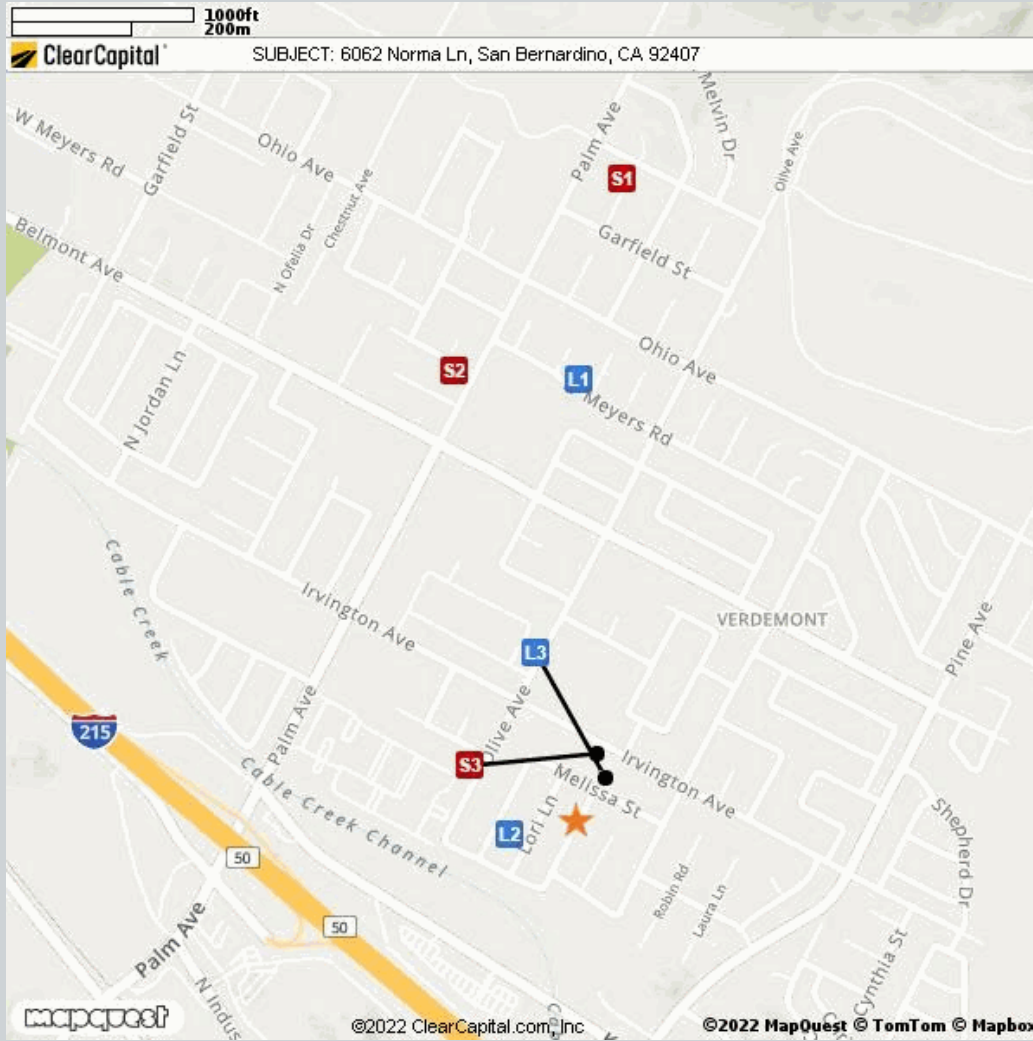 1000ft
200m
ClearCapital
SUBJECT: 6062 Norma Ln, San Bernardino, CA 92407
W Meyers Rd
Garfield St
Ohio Ave
Chestnut Ave
N Ofelia Dr
Palm Ave
Melvin Dr
Olive Ave
S1
Garfield St
Belmont Ave
N Jordan Ln
S2
L1
Ohio Ave
Meyers Rd
Cable Creek
Irvington Ave
VERDEMONT
Pine Ave
L3
215
Palm Ave
Olive Ave
S3
Irvington Ave
Melissa St
Cable Creek Channel
L2
Lori Ln
Shepherd Dr
50
Robin Rd
Laura Ln
50
Palm Ave
N Indus
Cynthia St
mapquest
©2022 ClearCapital.com, Inc
©2022 MapQuest © TomTom © Mapbox